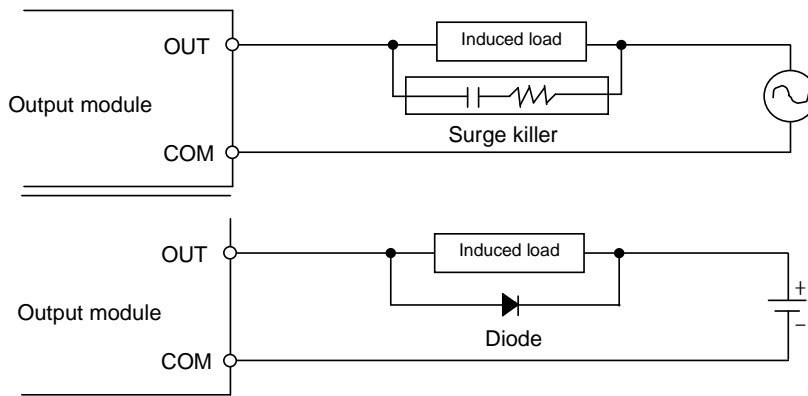 OUT
Induced load
Output module
Surge killer
COM
OUT
Induced load
+
Output module
−
Diode
COM